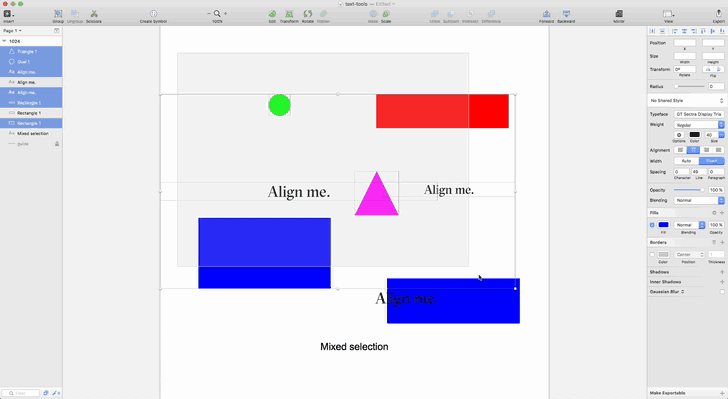 text-tools — Edited
Insert
Group
Ungroup
Scissors
Create Symbol
100%
Edit
Transform
Rotate
Flatten
Mask
Scale
Union
Subtract
Intersect
Difference
Forward
Backward
Mirror
View
Export
Page 1
1024
Triangle 1
Oval 1
Align me.
Align me.
Align me.
Rectangle 1
Rectangle 1
Rectangle 1
Mixed selection
guide
Filter
Align me.
Align me.
Align me.
Mixed selection
Position
X
Y
Size
Width
Height
Transform
0°
Rotate
Flip
Radius
0
No Shared Style
Typeface
GT Sectra Display Tria
Weight
Regular
40
Options
Color
Size
Alignment
Width:
Auto
Fixed
Spacing
0
49
0
Character
Line
Paragraph
Opacity
100 %
Blending
Normal
Fills
Normal
100 %
Fill
Blending
Opacity
Borders
Center
1
Color
Position
Thickness
Shadows
Inner Shadows
Gaussian Blur
Make Exportable